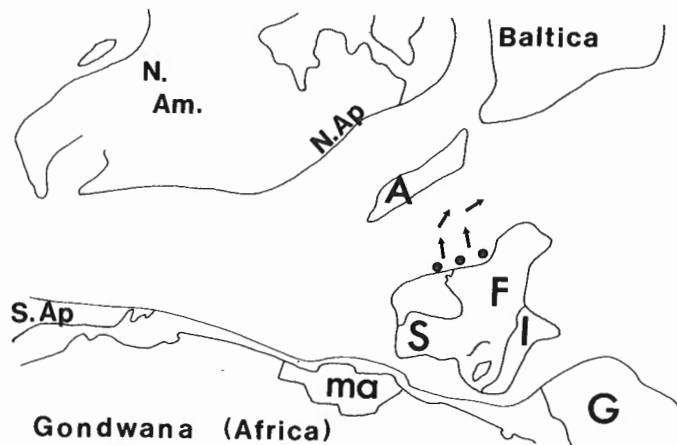 Baltica
N.
Am.
N.Ap
A
F
S.Ap
S
I
ma
G
Gondwana (Africa)